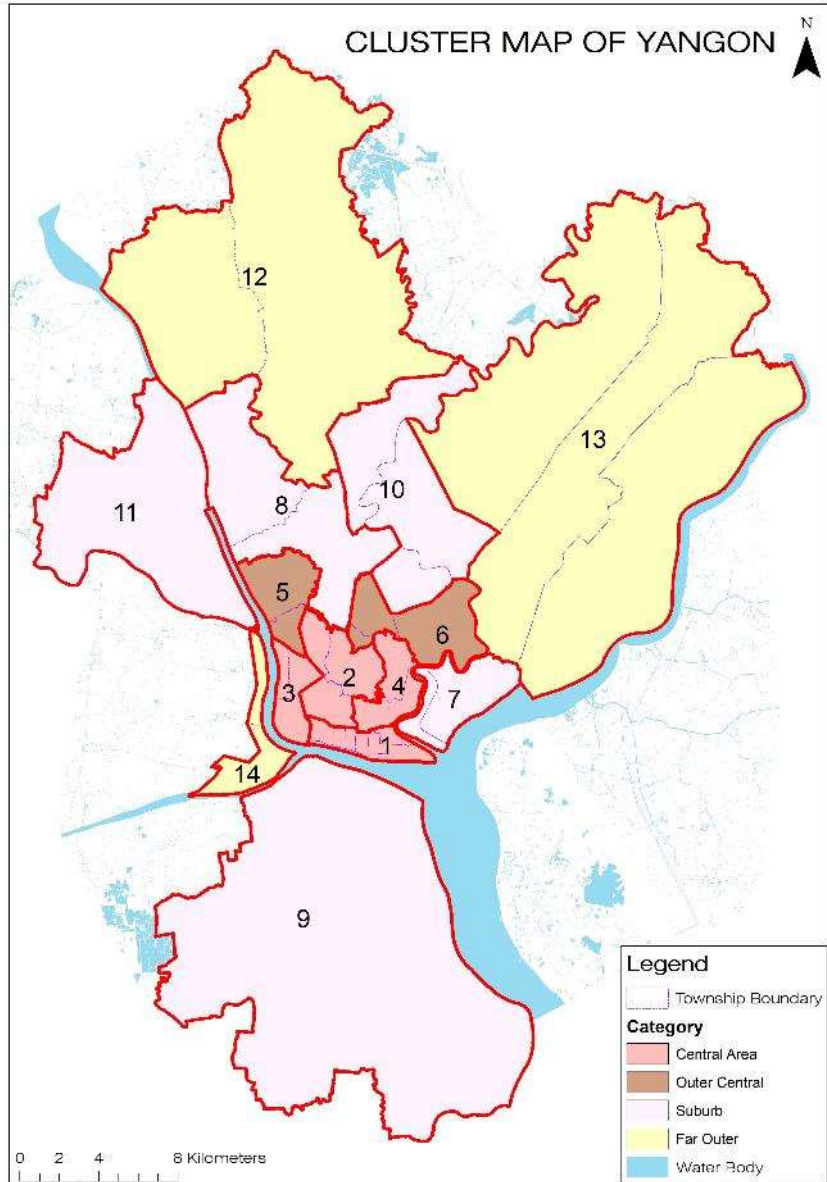 CLUSTER MAP OF YANGON
N
12
13
10
8
11
5
6
2
4
3
7
1
14
9
Legend
Township Boundary
Category
Central Area
Outer Central
Suburb
Far Outer
Water Body
0 2 4 8 Kilometers